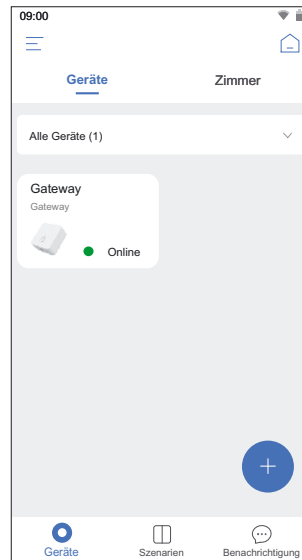 09:00
Geräte Zimmer
Alle Geräte (1)
Gateway
Gateway
Online
Geräte Szenarien Benachrichtigung